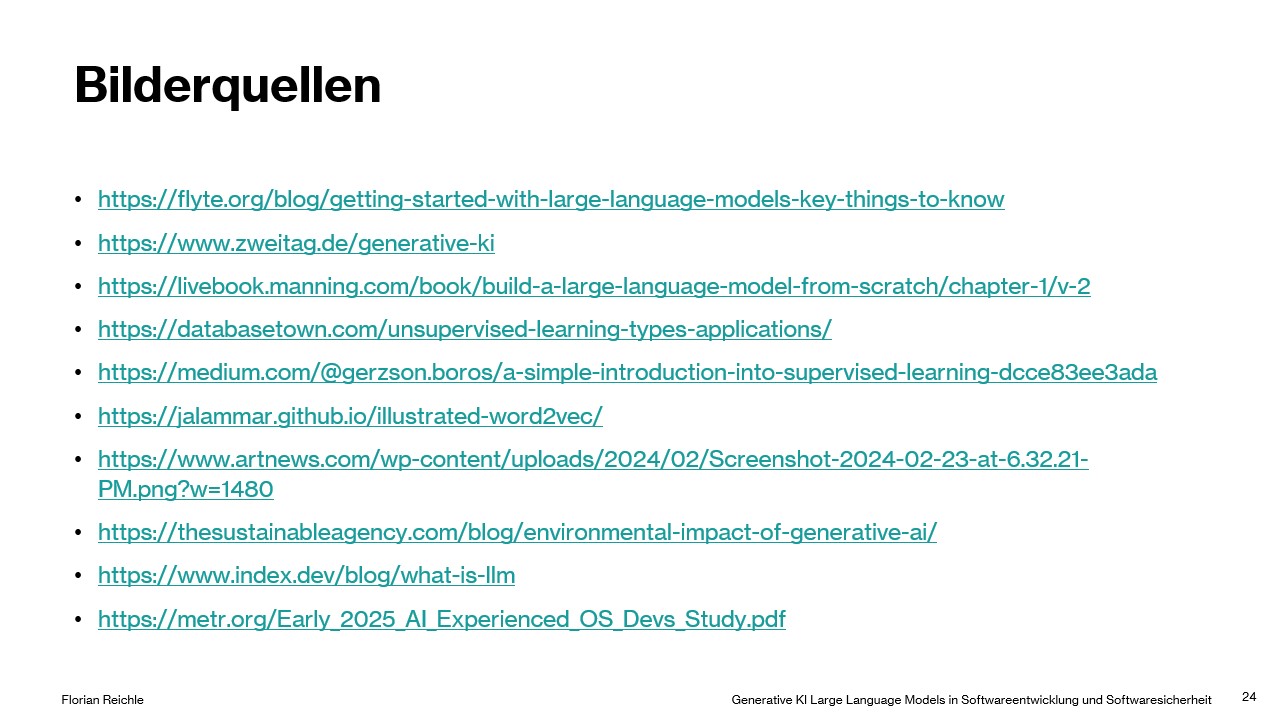 Bilderquellen
• https://flyte.org/blog/getting-started-with-large-language-models-key-things-to-know
• https://www.zweitag.de/generative-ki
• https://livebook.manning.com/book/build-a-large-language-model-from-scratch/chapter-1/v-2
• https://databasetown.com/unsupervised-learning-types-applications/
• https://medium.com/@gerzson.boros/a-simple-introduction-into-supervised-learning-dcce83ee3ada
• https://jalammar.github.io/illustrated-word2vec/
• https://www.artnews.com/wp-content/uploads/2024/02/Screenshot-2024-02-23-at-6.32.21-
PM.png?w=1480
• https://thesustainableagency.com/blog/environmental-impact-of-generative-ai/
• https://www.index.dev/blog/what-is-llm
• https://metr.org/Early_2025_AI_Experienced_OS_Devs_Study.pdf
Florian Reichle
Generative KI Large Language Models in Softwareentwicklung und Softwaresicherheit
24